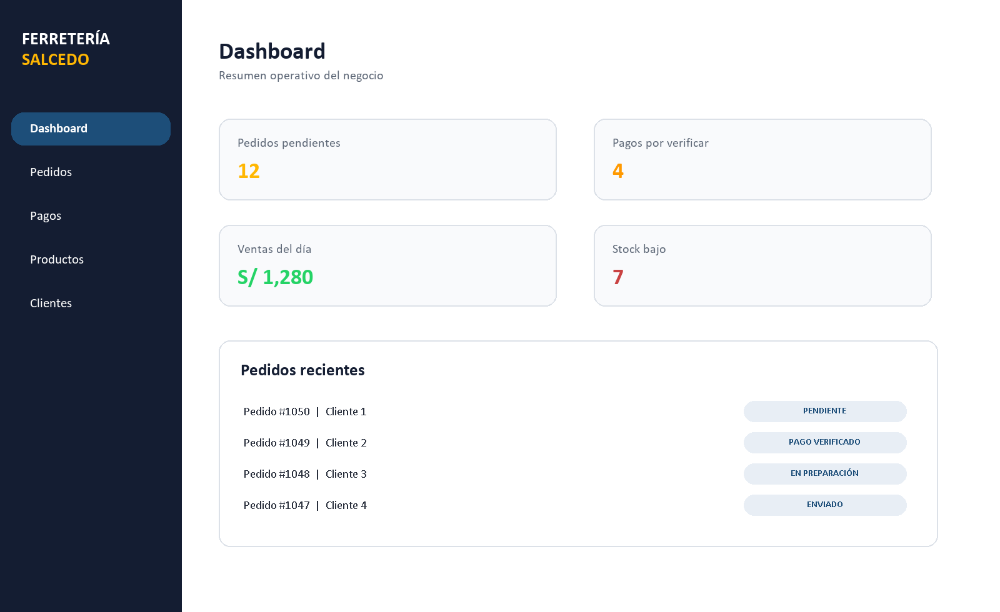 FERRETERÍA
SALCEDO
Dashboard
Pedidos
Pagos
Productos
Clientes
Dashboard
Resumen operativo del negocio
Pedidos pendientes
12
Pagos por verificar
4
Ventas del día
S/ 1,280
Stock bajo
7
Pedidos recientes
Pedido #1050 | Cliente 1 PENDIENTE
Pedido #1049 | Cliente 2 PAGO VERIFICADO
Pedido #1048 | Cliente 3 EN PREPARACIÓN
Pedido #1047 | Cliente 4 ENVIADO